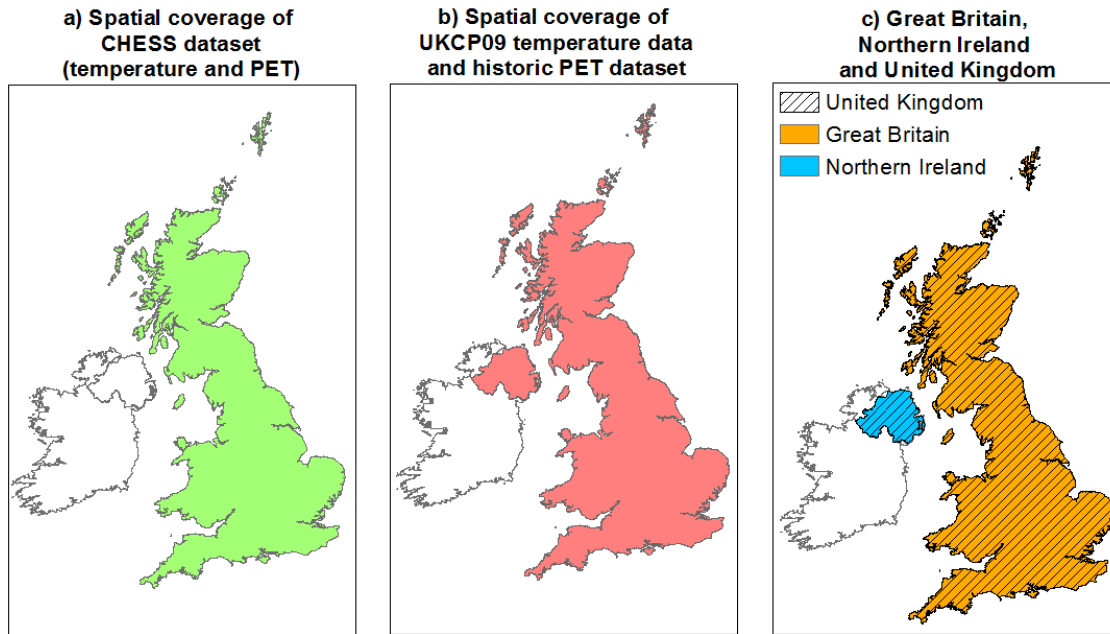 a) Spatial coverage of
CHESS dataset
(temperature and PET)
b) Spatial coverage of
UKCP09 temperature data
and historic PET dataset
c) Great Britain,
Northern Ireland
and United Kingdom
United Kingdom
Great Britain
Northern Ireland